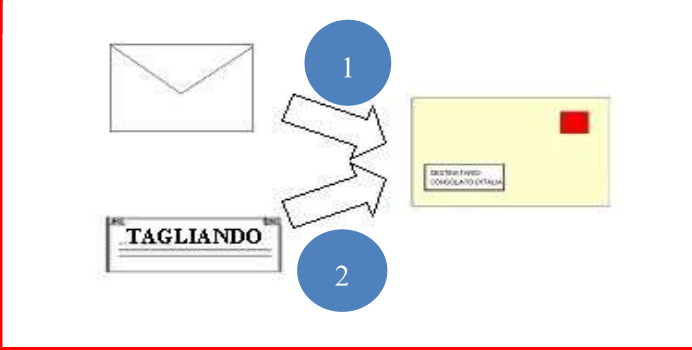 1
DESTINATARIO
CONSOLATO D'ITALIA
TAGLIANDO
2